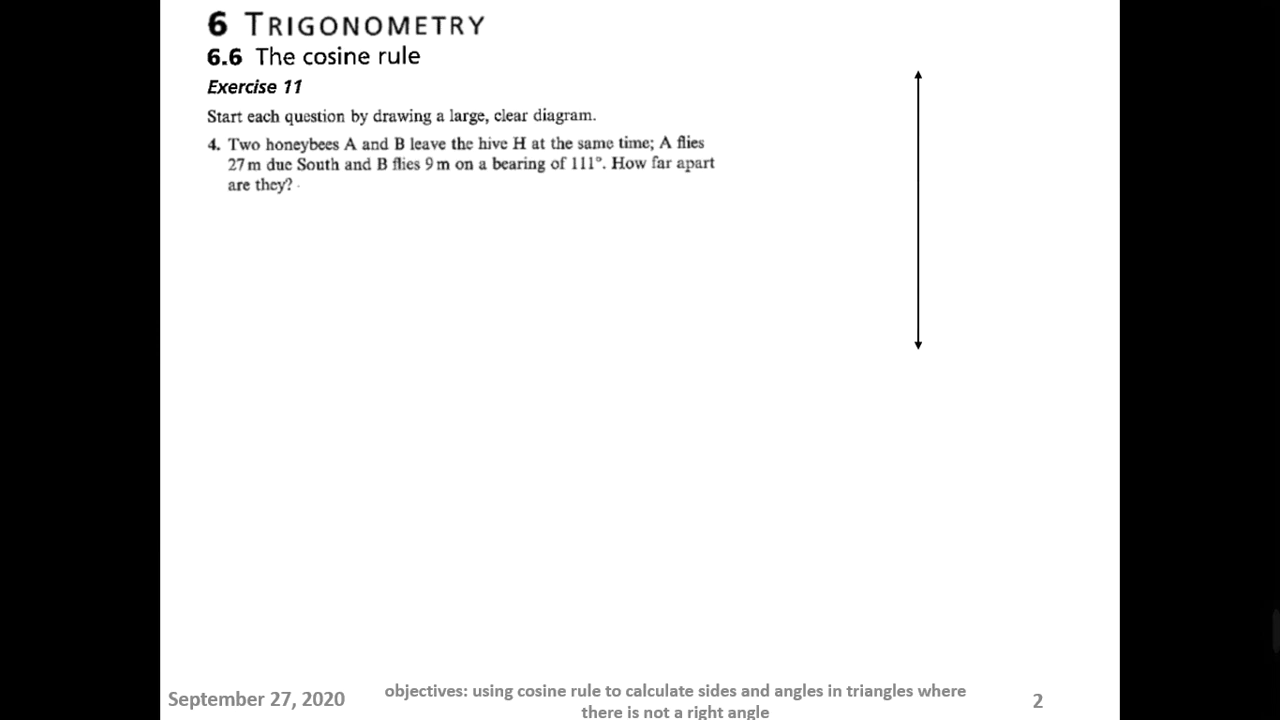 6 TRIGONOMETRY
6.6 The cosine rule
Exercise 11
Start each question by drawing a large, clear diagram.
4. Two honeybees A and B leave the hive H at the same time; A flies
27 m due South and B flies 9 m on a bearing of 111°. How far apart
are they?
September 27, 2020
objectives: using cosine rule to calculate sides and angles in triangles where
there is not a right angle
2